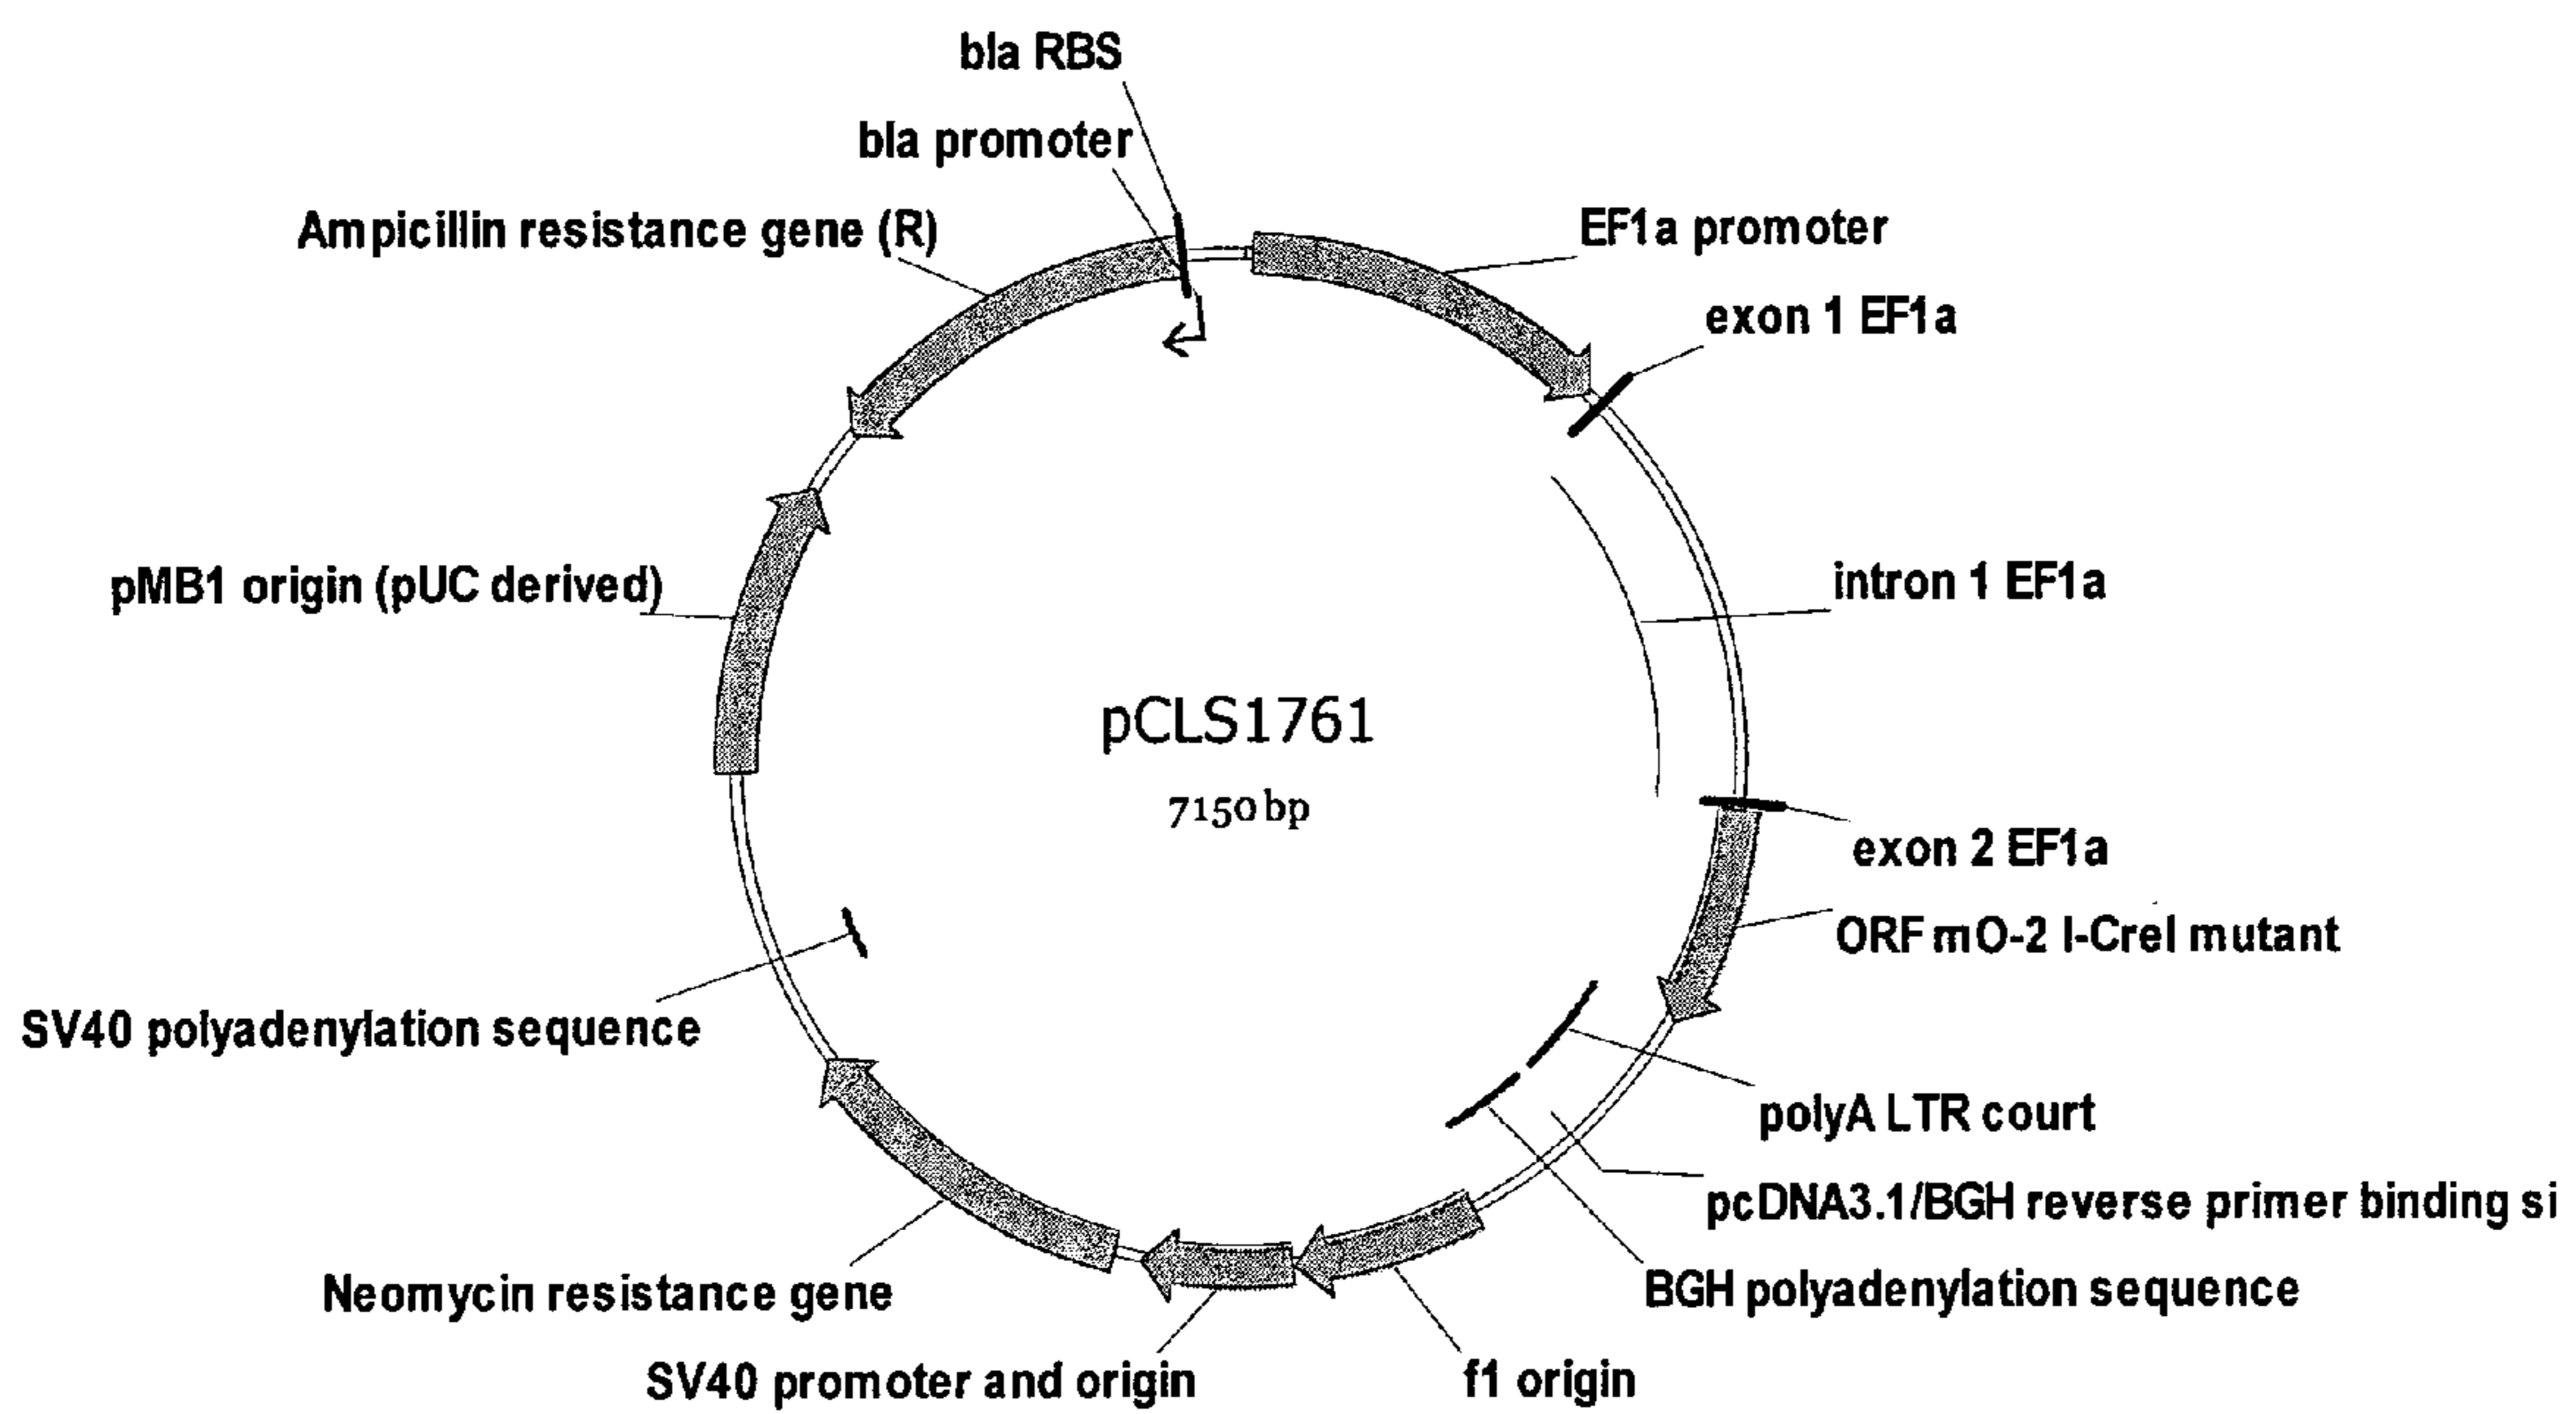 bla RBS
bla promoter
Ampicillin resistance gene (R)
EF1a promoter
exon 1 EF1a
pMB1 origin (pUC derived)
intron 1 EF1a
pCLS1761
7150 bp
exon 2 EF1a
ORF mO-2 I-CreI mutant
SV40 polyadenylation sequence
polyA LTR court
pcDNA3.1/BGH reverse primer binding si
Neomycin resistance gene
BGH polyadenylation sequence
SV40 promoter and origin
f1 origin